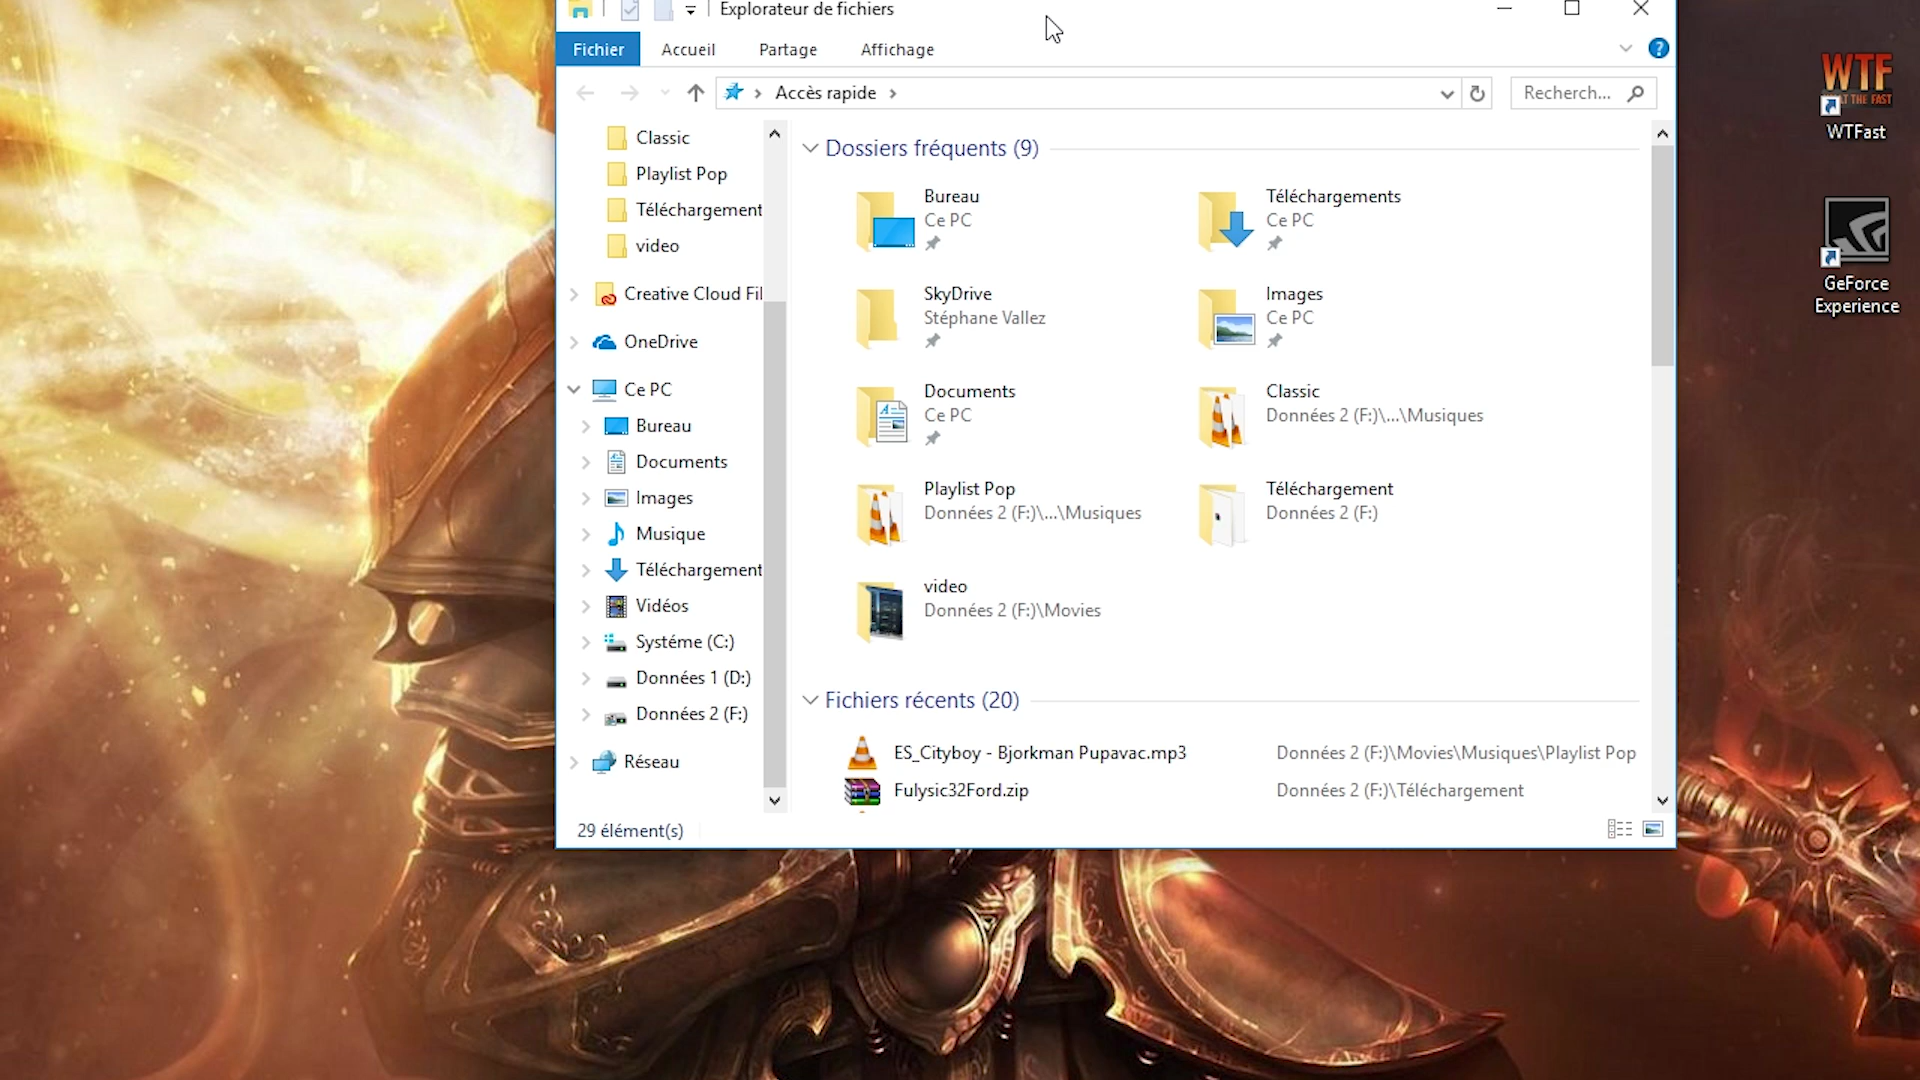 Explorateur de fichiers
Fichier
Accueil
Partage
Affichage
Accès rapide
Recherch...
Classic
Playlist Pop
Téléchargement
video
Creative Cloud Fil
OneDrive
Ce PC
Bureau
Documents
Images
Musique
Téléchargement
Vidéos
Systéme (C:)
Données 1 (D:)
Données 2 (F:)
Réseau
Dossiers fréquents (9)
Bureau
Ce PC
Téléchargements
Ce PC
SkyDrive
Stéphane Vallez
Images
Ce PC
Documents
Ce PC
Classic
Données 2 (F:)\...\Musiques
Playlist Pop
Données 2 (F:)\...\Musiques
Téléchargement
Données 2 (F:)
video
Données 2 (F:)\Movies
Fichiers récents (20)
ES_Cityboy - Bjorkman Pupavac.mp3
Données 2 (F:)\Movies\Musiques\Playlist Pop
Fulysic32Ford.zip
Données 2 (F:)\Téléchargement
29 élément(s)
WTF
AT THE FAST
WTFast
GeForce
Experience